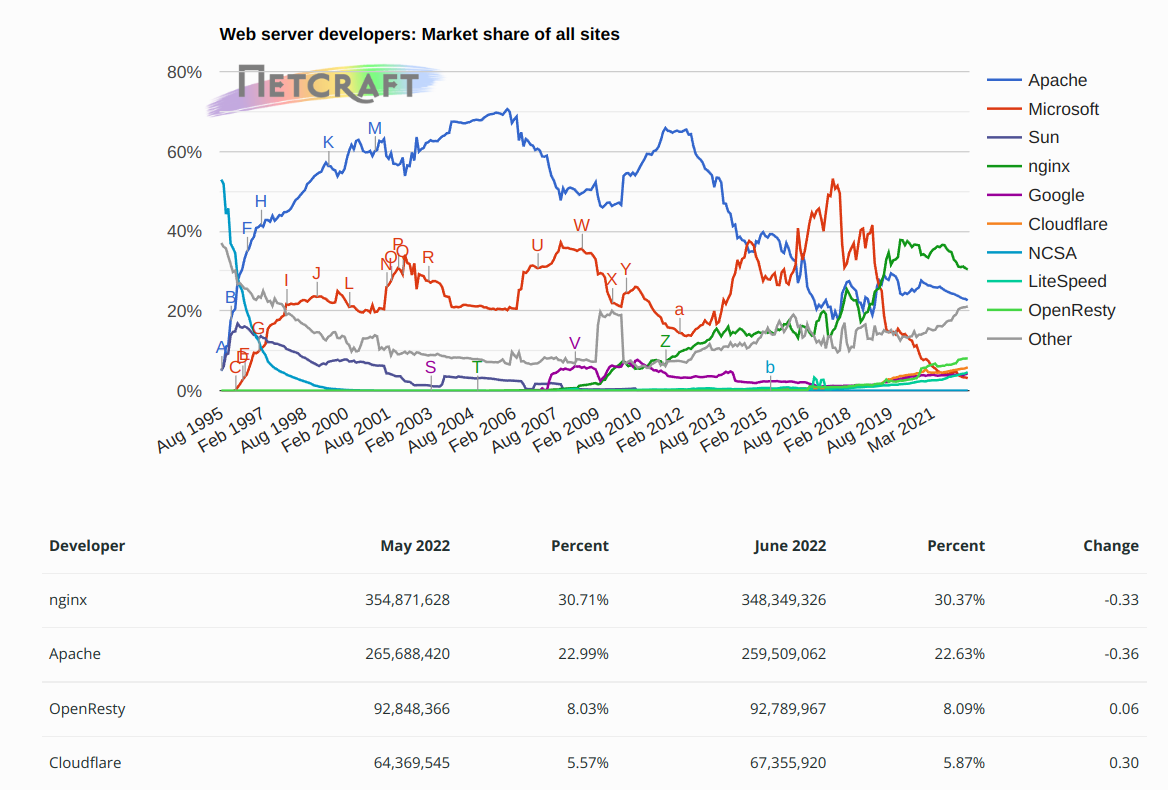 Web server developers: Market share of all sites
NETCRAFT
80%
60%
40%
20%
0%
A
B
C
D
E
F
G
H
I
J
K
L
M
N
O
P
Q
R
S
T
U
V
W
X
Y
Z
a
b
Aug 1995
Feb 1997
Aug 1998
Feb 2000
Aug 2001
Feb 2003
Aug 2004
Feb 2006
Aug 2007
Feb 2009
Aug 2010
Feb 2012
Aug 2013
Feb 2015
Aug 2016
Feb 2018
Aug 2019
Mar 2021
Apache
Microsoft
Sun
nginx
Google
Cloudflare
NCSA
LiteSpeed
OpenResty
Other
Developer May 2022 Percent June 2022 Percent Change
nginx 354,871,628 30.71% 348,349,326 30.37% -0.33
Apache 265,688,420 22.99% 259,509,062 22.63% -0.36
OpenResty 92,848,366 8.03% 92,789,967 8.09% 0.06
Cloudflare 64,369,545 5.57% 67,355,920 5.87% 0.30